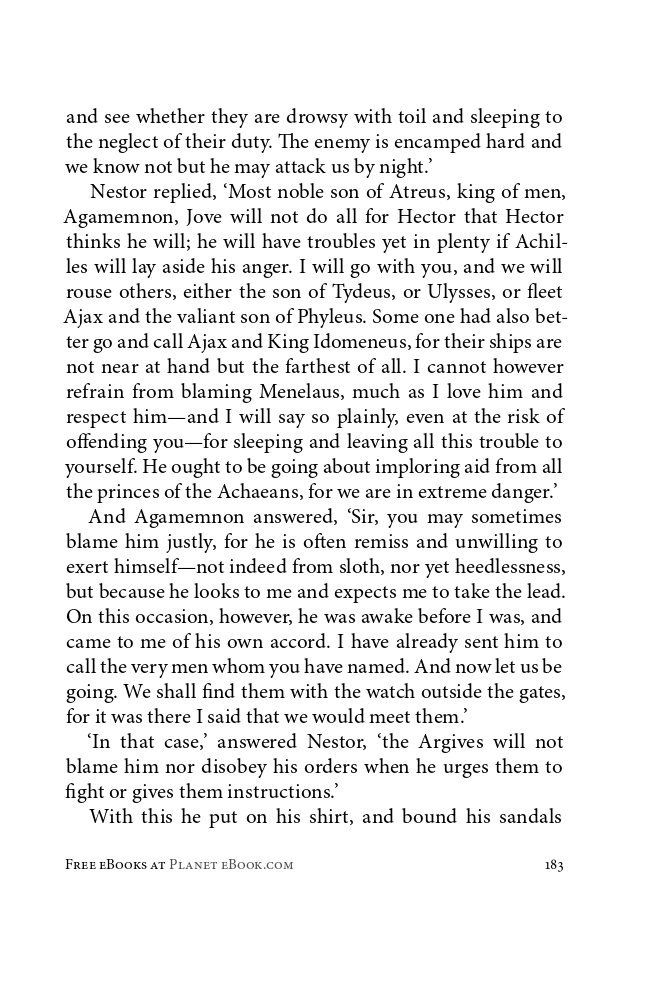 and see whether they are drowsy with toil and sleeping to
the neglect of their duty. The enemy is encamped hard and
we know not but he may attack us by night.’
Nestor replied, ‘Most noble son of Atreus, king of men,
Agamemnon, Jove will not do all for Hector that Hector
thinks he will; he will have troubles yet in plenty if Achil-
les will lay aside his anger. I will go with you, and we will
rouse others, either the son of Tydeus, or Ulysses, or fleet
Ajax and the valiant son of Phyleus. Some one had also bet-
ter go and call Ajax and King Idomeneus, for their ships are
not near at hand but the farthest of all. I cannot however
refrain from blaming Menelaus, much as I love him and
respect him—and I will say so plainly, even at the risk of
offending you—for sleeping and leaving all this trouble to
yourself. He ought to be going about imploring aid from all
the princes of the Achaeans, for we are in extreme danger.’
And Agamemnon answered, ‘Sir, you may sometimes
blame him justly, for he is often remiss and unwilling to
exert himself—not indeed from sloth, nor yet heedlessness,
but because he looks to me and expects me to take the lead.
On this occasion, however, he was awake before I was, and
came to me of his own accord. I have already sent him to
call the very men whom you have named. And now let us be
going. We shall find them with the watch outside the gates,
for it was there I said that we would meet them.’
‘In that case,’ answered Nestor, ‘the Argives will not
blame him nor disobey his orders when he urges them to
fight or gives them instructions.’
With this he put on his shirt, and bound his sandals
Free eBooks at Planet eBook.com 183